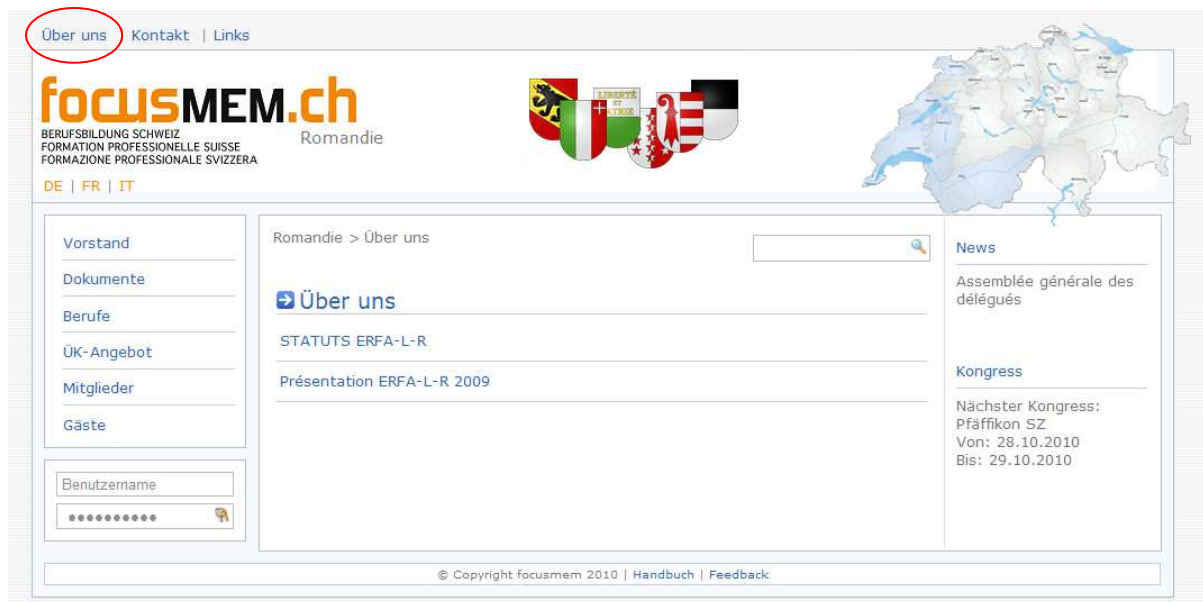 Über uns Kontakt | Links
focusMEM.ch
BERUFSBILDUNG SCHWEIZ
FORMATION PROFESSIONELLE SUISSE
FORMAZIONE PROFESSIONALE SVIZZERA
Romandie
LIBERTÉ
ET
PATRIE
DE | FR | IT
Vorstand
Dokumente
Berufe
ÜK-Angebot
Mitglieder
Gäste
Benutzername
••••••••••
Romandie > Über uns
Über uns
STATUTS ERFA-L-R
Présentation ERFA-L-R 2009
News
Assemblée générale des
délégués
Kongress
Nächster Kongress:
Pfäffikon SZ
Von: 28.10.2010
Bis: 29.10.2010
© Copyright focusmem 2010 | Handbuch | Feedback